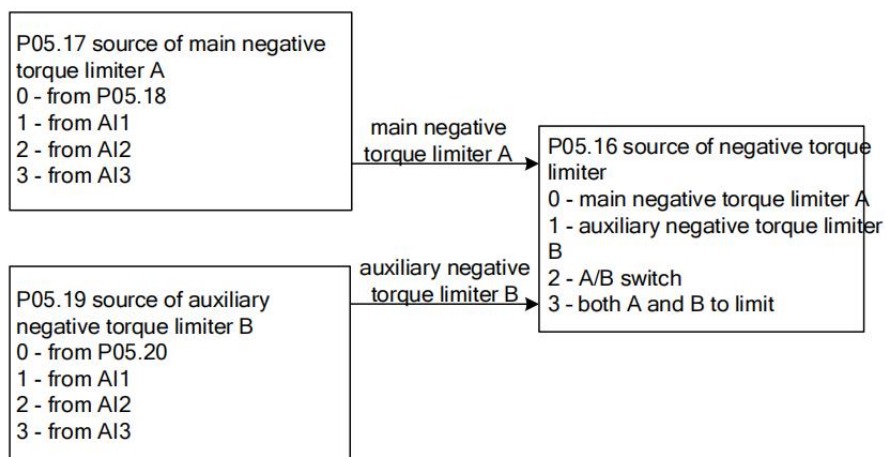 P05.17 source of main negative
torque limiter A
0 - from P05.18
1 - from AI1
2 - from AI2
3 - from AI3
main negative
torque limiter A
P05.16 source of negative torque
limiter
0 - main negative torque limiter A
1 - auxiliary negative torque limiter
B
2 - A/B switch
3 - both A and B to limit
auxiliary negative
torque limiter B
P05.19 source of auxiliary
negative torque limiter B
0 - from P05.20
1 - from AI1
2 - from AI2
3 - from AI3